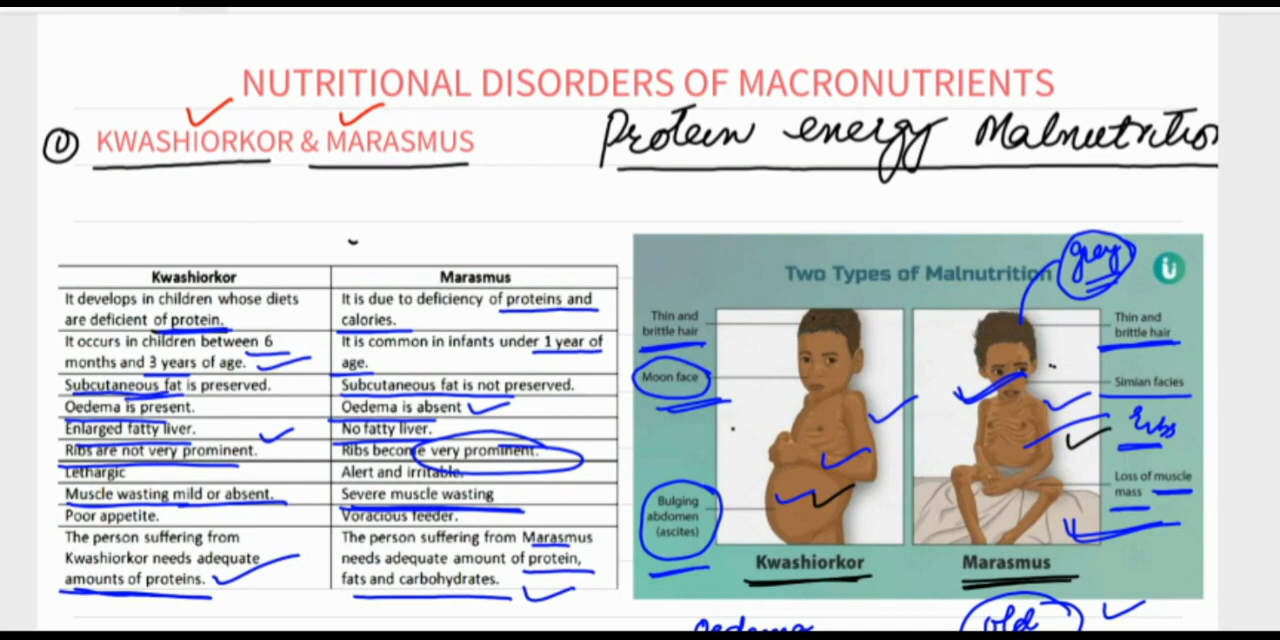 NUTRITIONAL DISORDERS OF MACRONUTRIENTS
1) KWASHIORKOR & MARASMUS
Protein energy Malnutritio
Kwashiorkor Marasmus
It develops in children whose diets are deficient of protein. It is due to deficiency of proteins and calories.
It occurs in children between 6 months and 3 years of age. It is common in infants under 1 year of age.
Subcutaneous fat is preserved. Subcutaneous fat is not preserved.
Oedema is present. Oedema is absent
Enlarged fatty liver. No fatty liver.
Ribs are not very prominent. Ribs become very prominent.
Lethargic Alert and irritable.
Muscle wasting mild or absent. Severe muscle wasting
Poor appetite. Voracious feeder.
The person suffering from Kwashiorkor needs adequate amounts of proteins. The person suffering from Marasmus needs adequate amount of protein, fats and carbohydrates.
Two Types of Malnutrition
grey
Thin and
brittle hair
Moon face
Bulging
abdomen
(ascites)
Thin and
brittle hair
Simian facies
Ribs
Loss of muscle
mass
Kwashiorkor
Marasmus
oedema
old